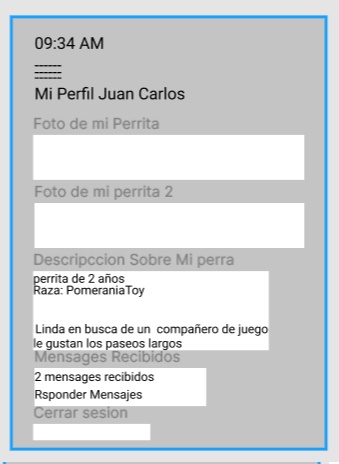 09:34 AM
Mi Perfil Juan Carlos
Foto de mi Perrita
Foto de mi perrita 2
Descripccion Sobre Mi perra
perrita de 2 años
Raza: PomeraniaToy
Linda en busca de un compañero de juego
le gustan los paseos largos
Mensages Recibidos
2 mensages recibidos
Rsponder Mensajes
Cerrar sesion